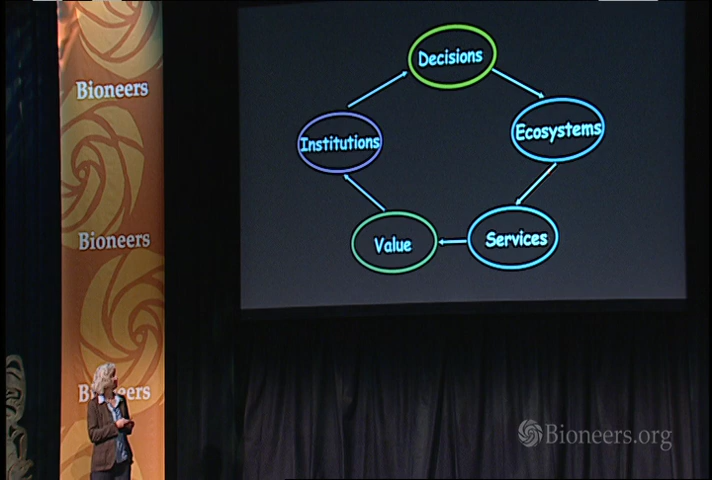 Bioneers
Bioneers
Bioneers
Decisions
Ecosystems
Services
Value
Institutions
Bioneers.org